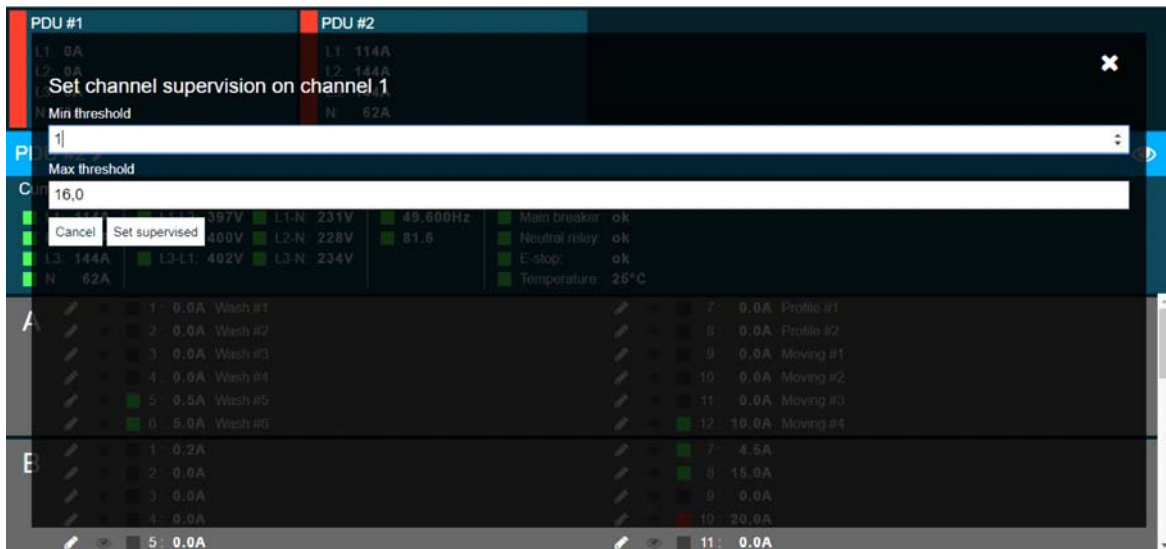 PDU #1 PDU #2
L1: 0A L1: 114A
L2: 0A L2: 144A
Set channel supervision on channel 1
N N: 62A
Min threshold
1
PDU #2
Max threshold
16,0
L1: 114A 397V L1-N: 231V 49.600Hz Main breaker: ok
Cancel Set supervised 400V L2-N: 228V 81.6 Neutral relay: ok
L3: 144A L3-L1: 402V L3-N: 234V E-stop: ok
N: 62A Temperature: 25°C
A
1: 0.0A Wash #1 7: 0.0A Profile #1
2: 0.0A Wash #2 8: 0.0A Profile #2
3: 0.0A Wash #3 9: 0.0A Moving #1
4: 0.0A Wash #4 10: 0.0A Moving #2
5: 0.5A Wash #5 11: 0.0A Moving #3
6: 5.0A Wash #6 12: 10.0A Moving #4
B
1: 0.2A 7: 4.5A
2: 0.0A 8: 15.0A
3: 0.0A 9: 0.0A
4: 0.0A 10: 20.0A
5: 0.0A 11: 0.0A